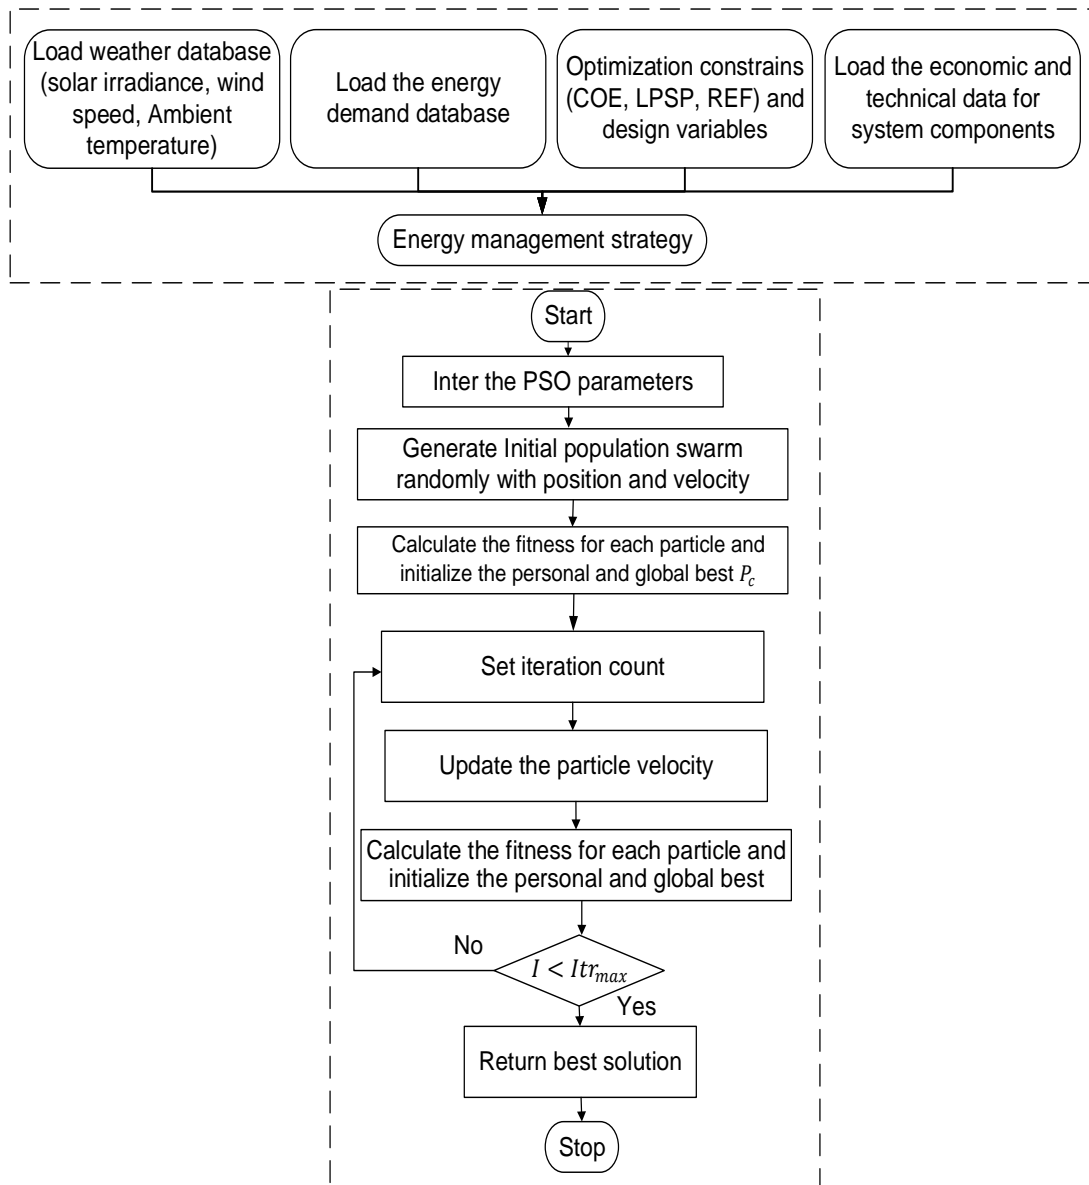 Load weather database
(solar irradiance, wind
speed, Ambient
temperature)
Load the energy
demand database
Optimization constrains
(COE, LPSP, REF) and
design variables
Load the economic and
technical data for
system components
Energy management strategy
Start
Inter the PSO parameters
Generate Initial population swarm
randomly with position and velocity
Calculate the fitness for each particle and
initialize the personal and global best P_c
Set iteration count
Update the particle velocity
Calculate the fitness for each particle and
initialize the personal and global best
No
I < Itr_max
Yes
Return best solution
Stop